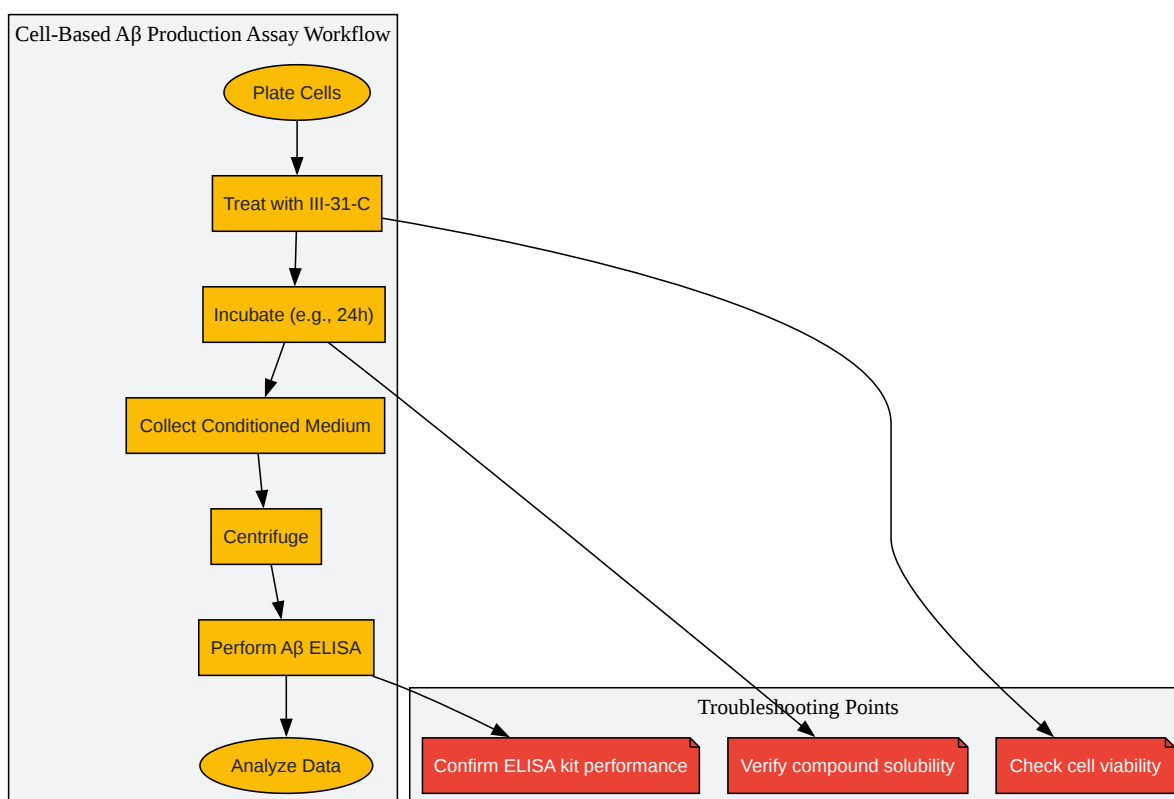 Cell-Based Aβ Production Assay Workflow
Plate Cells
Treat with III-31-C
Incubate (e.g., 24h)
Collect Conditioned Medium
Centrifuge
Perform Aβ ELISA
Analyze Data
Troubleshooting Points
Confirm ELISA kit performance
Verify compound solubility
Check cell viability